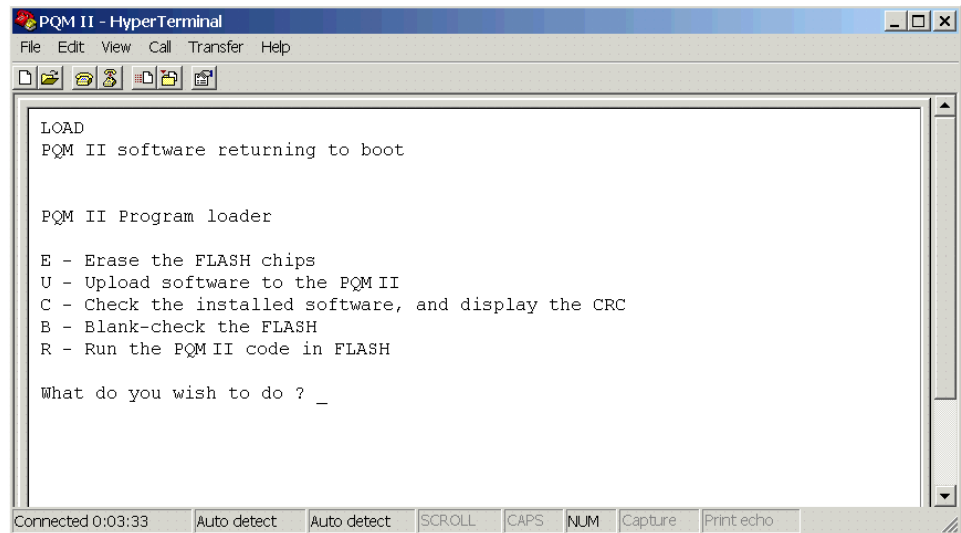 PQM II - HyperTerminal
File Edit View Call Transfer Help
LOAD
PQM II software returning to boot
PQM II Program loader
E - Erase the FLASH chips
U - Upload software to the PQM II
C - Check the installed software, and display the CRC
B - Blank-check the FLASH
R - Run the PQM II code in FLASH
What do you wish to do ? _
Connected 0:03:33 Auto detect Auto detect SCROLL CAPS NUM Capture Print echo